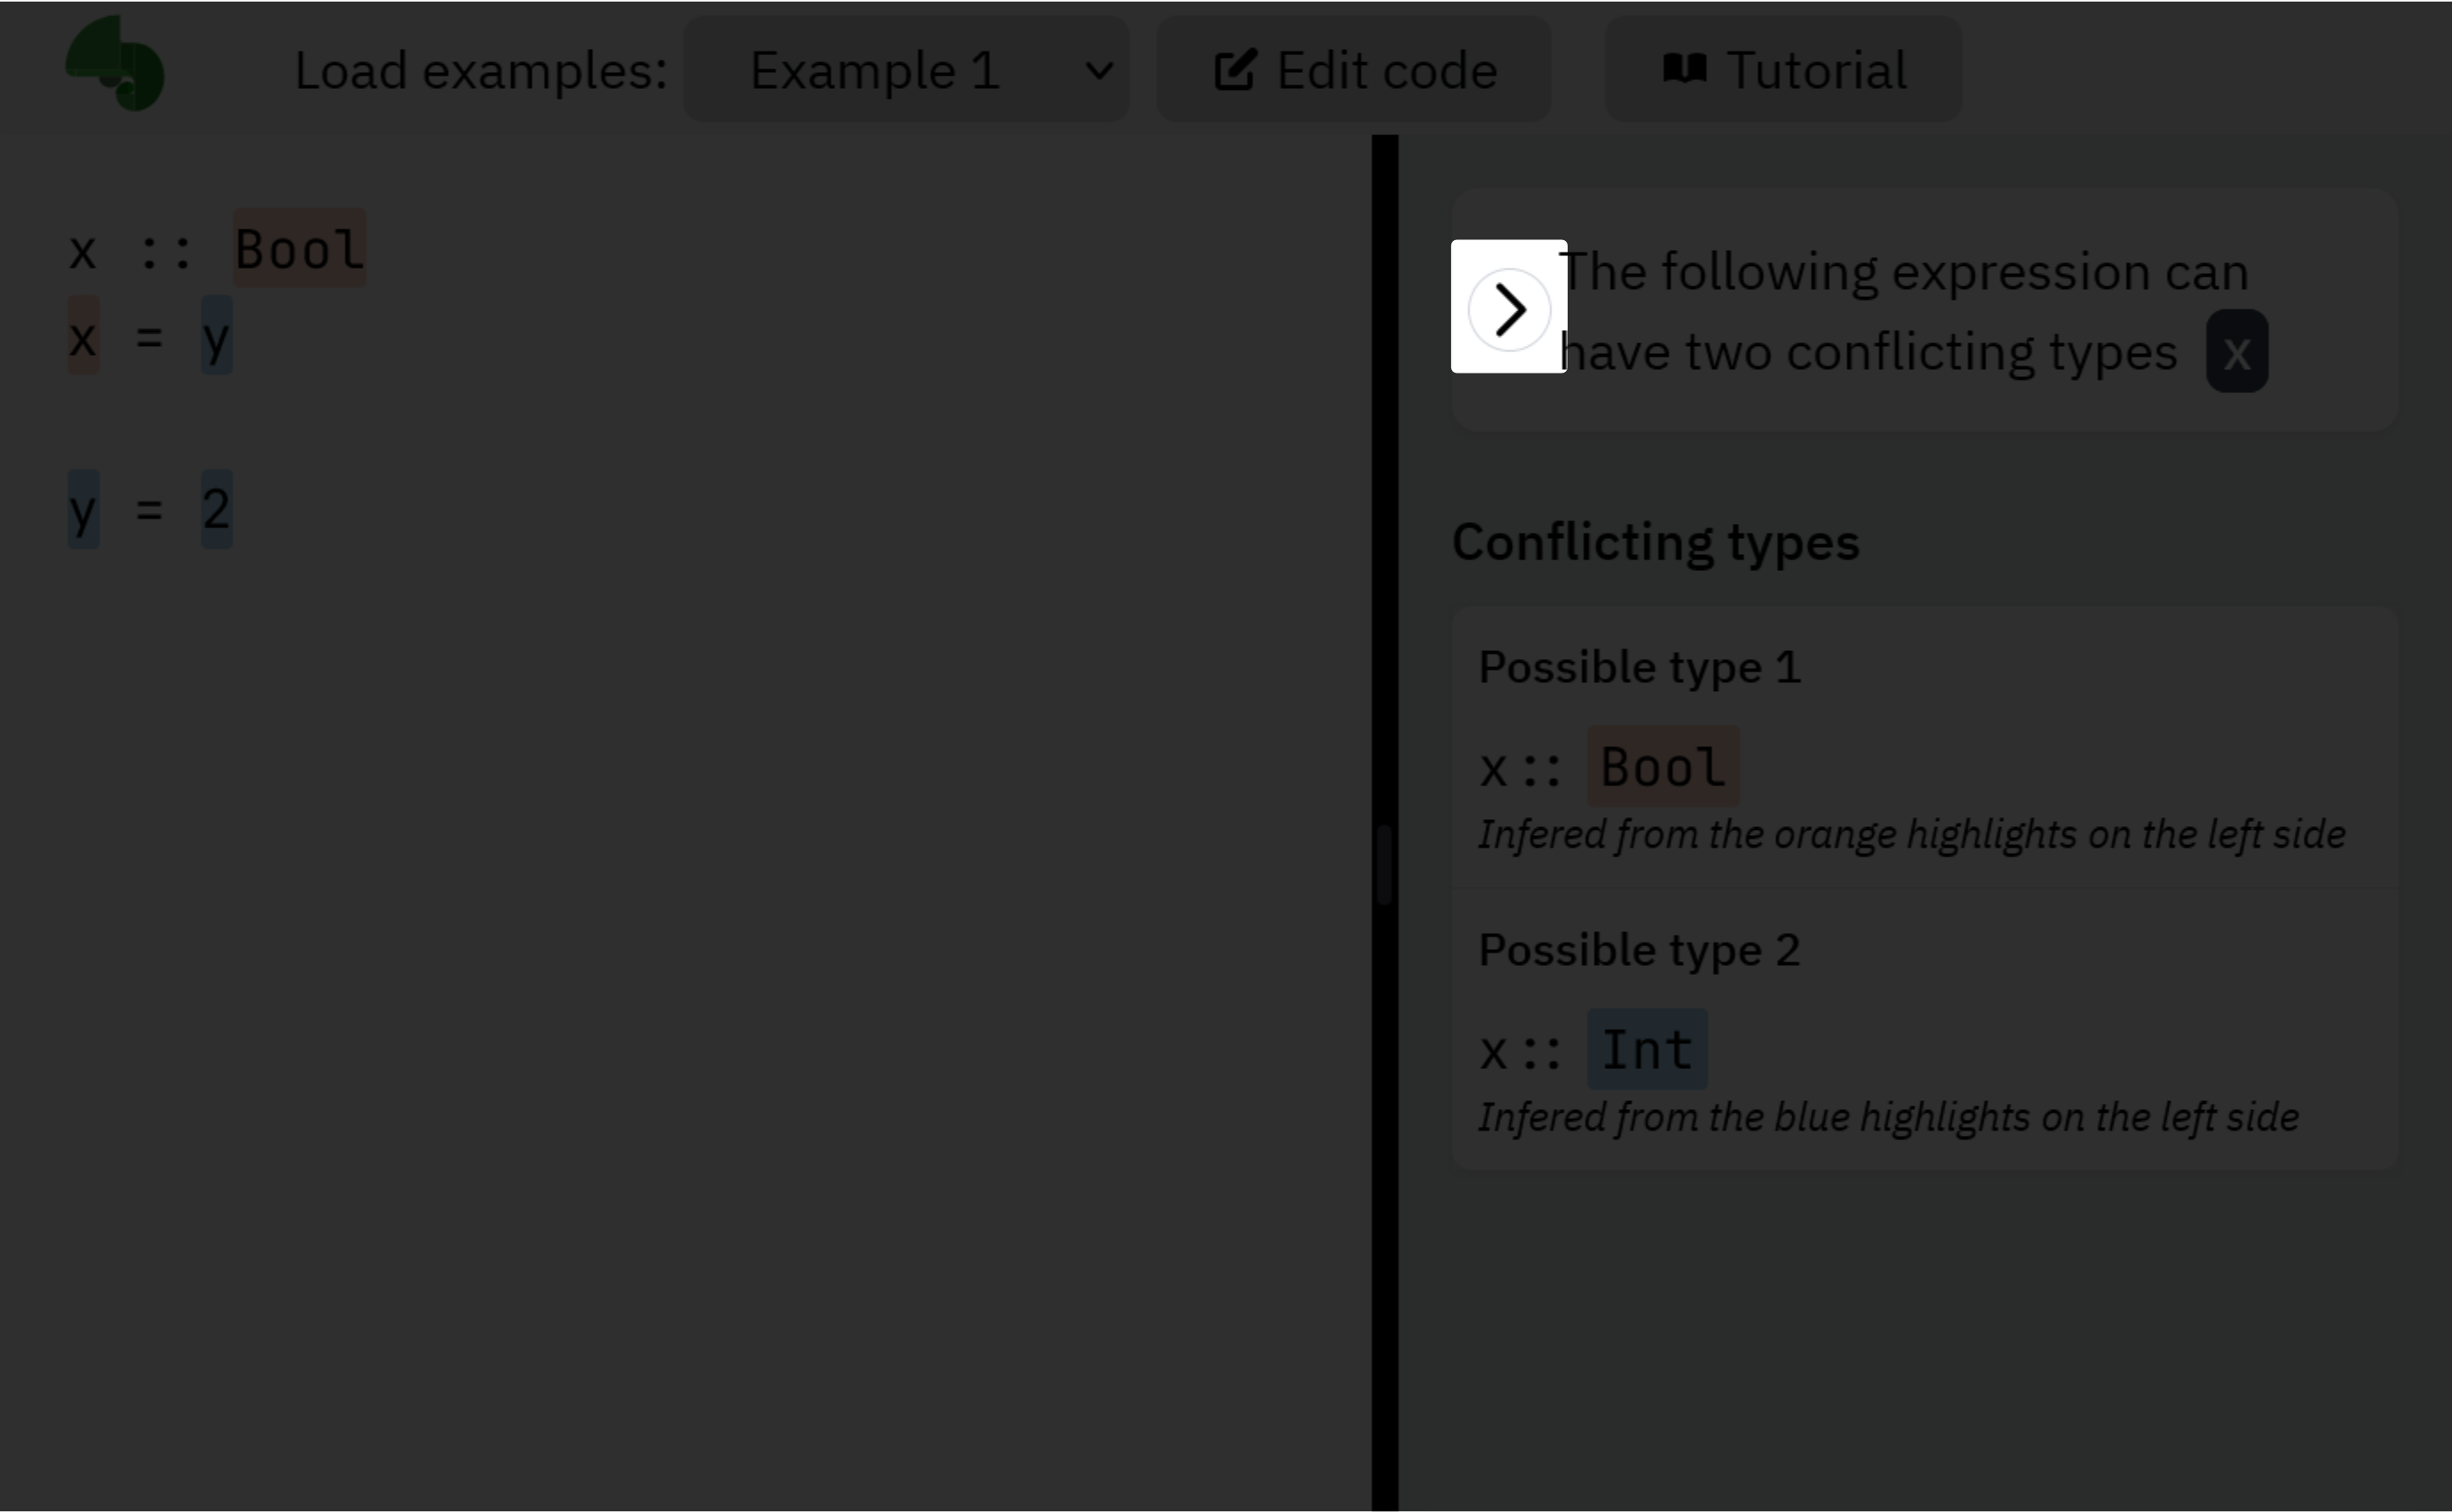 Load examples: Example 1 Edit code Tutorial
x :: Bool
x = y
y = 2
The following expression can
have two conflicting types x
Conflicting types
Possible type 1
x :: Bool
Infered from the orange highlights on the left side
Possible type 2
x :: Int
Infered from the blue highlights on the left side